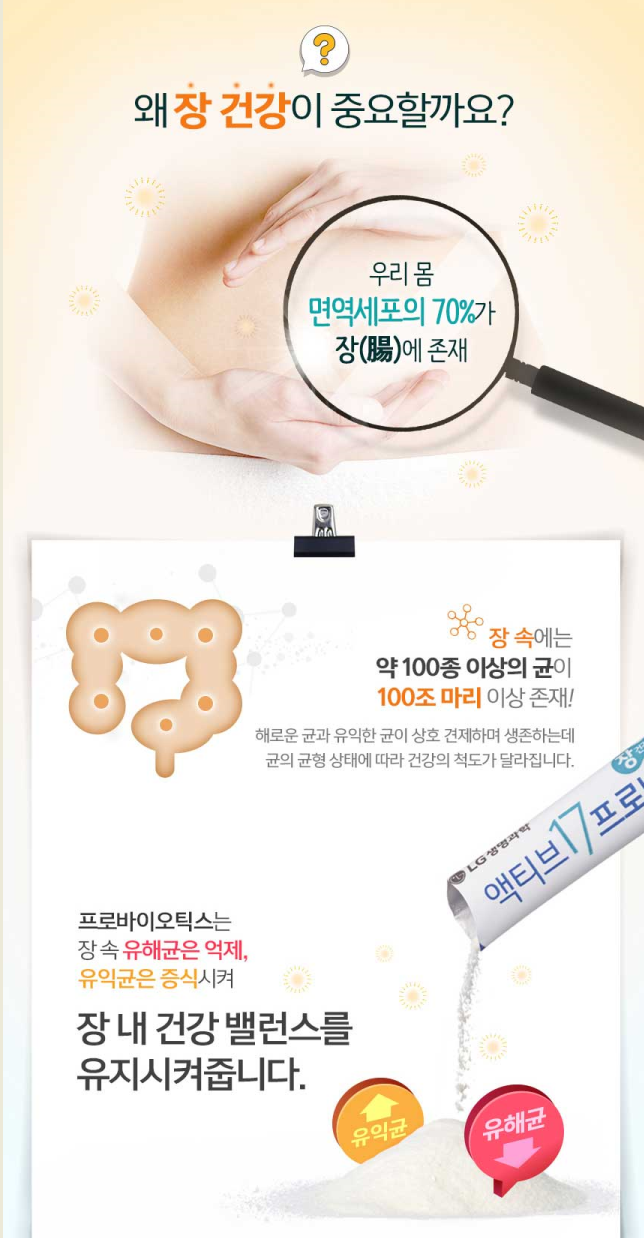 ?
왜 장 건강이 중요할까요?
우리 몸
면역세포의 70%가
장(腸)에 존재
장 속에는
약 100종 이상의 균이
100조 마리 이상 존재!
해로운 균과 유익한 균이 상호 견제하며 생존하는데
균의 균형 상태에 따라 건강의 척도가 달라집니다.
장
LG생명과학
액티브17프로
프로바이오틱스는
장 속 유해균은 억제,
유익균은 증식시켜
장 내 건강 밸런스를
유지시켜줍니다.
유익균
유해균